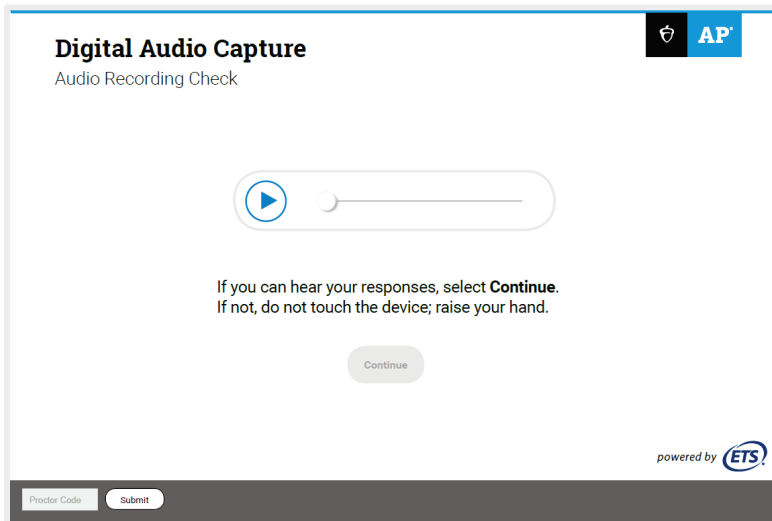 Digital Audio Capture
AP®
Audio Recording Check
If you can hear your responses, select Continue.
If not, do not touch the device; raise your hand.
Continue
powered by ETS®
Proctor Code
Submit